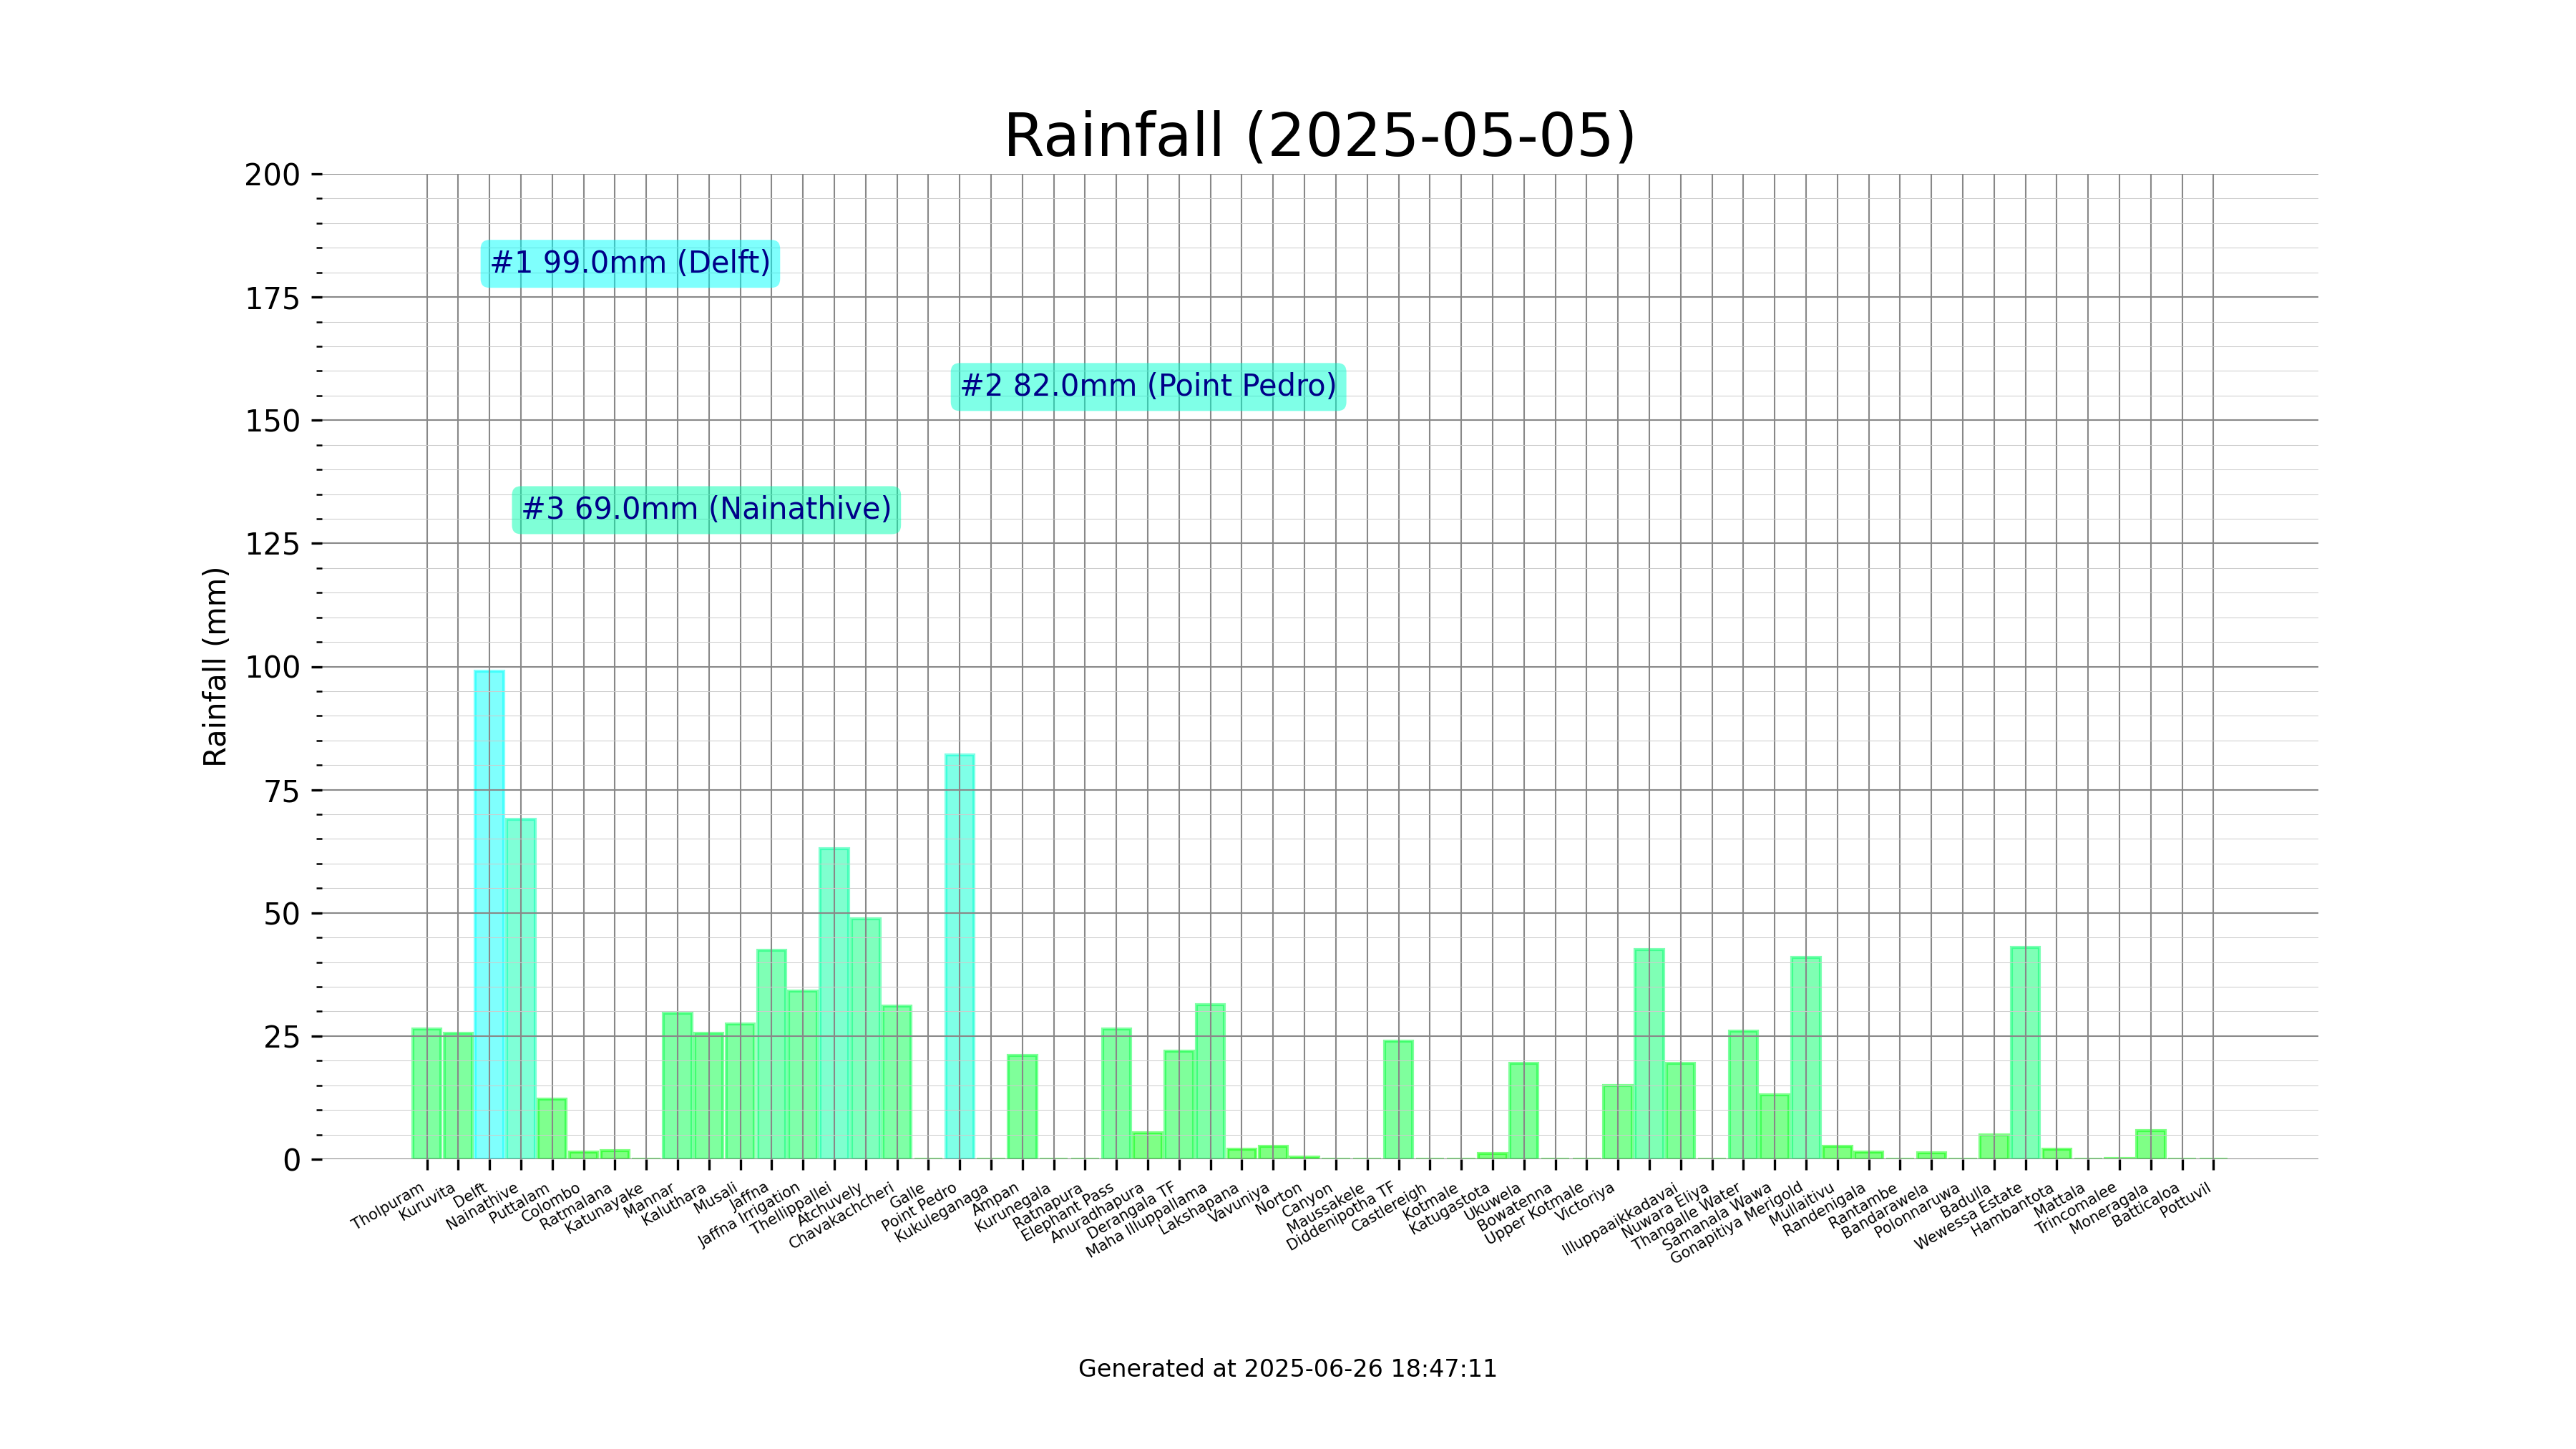 Rainfall (2025-05-05)
200
175
150
125
100
75
50
25
0
Rainfall (mm)
#1 99.0mm (Delft)
#2 82.0mm (Point Pedro)
#3 69.0mm (Nainathive)
Tholpuram
Kuruvita
Delft
Nainathive
Puttalam
Colombo
Ratmalana
Katunayake
Mannar
Kaluthara
Musali
Jaffna
Jaffna Irrigation
Thellippallei
Atchuvely
Chavakachcheri
Galle
Point Pedro
Kukuleganaga
Ampan
Kurunegala
Ratnapura
Elephant Pass
Anuradhapura
Derangala TF
Maha Illuppallama
Lakshapana
Vavuniya
Norton
Canyon
Maussakele
Diddenipotha TF
Castlereigh
Kotmale
Katugastota
Ukuwela
Bowatenna
Upper Kotmale
Victoriya
Illuppaaikkadavai
Nuwara Eliya
Thangalle Water
Samanala Wawa
Gonapitiya Merigold
Mullaitivu
Randenigala
Rantambe
Bandarawela
Polonnaruwa
Badulla
Wewessa Estate
Hambantota
Mattala
Trincomalee
Moneragala
Batticaloa
Pottuvil
Generated at 2025-06-26 18:47:11